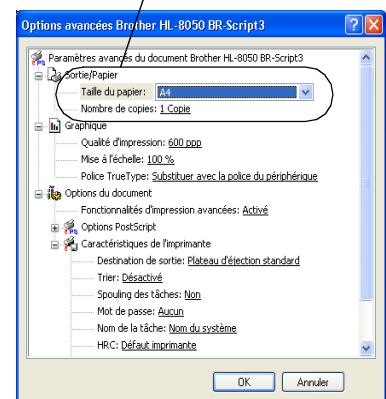 Options avancées Brother HL-8050 BR-Script3
Paramètres avancés du document Brother HL-8050 BR-Script3
Sortie/Papier
Taille du papier: A4
Nombre de copies: 1 Copie
Graphique
Qualité d'impression: 600 ppp
Mise à l'échelle: 100 %
Police TrueType: Substituer avec la police du périphérique
Options du document
Fonctionnalités d'impression avancées: Activé
Options PostScript
Caractéristiques de l'imprimante
Destination de sortie: Plateau d'éjection standard
Trier: Désactivé
Spouling des tâches: Non
Mot de passe: Aucun
Nom de la tâche: Nom du système
HRC: Défaut imprimante
OK Annuler